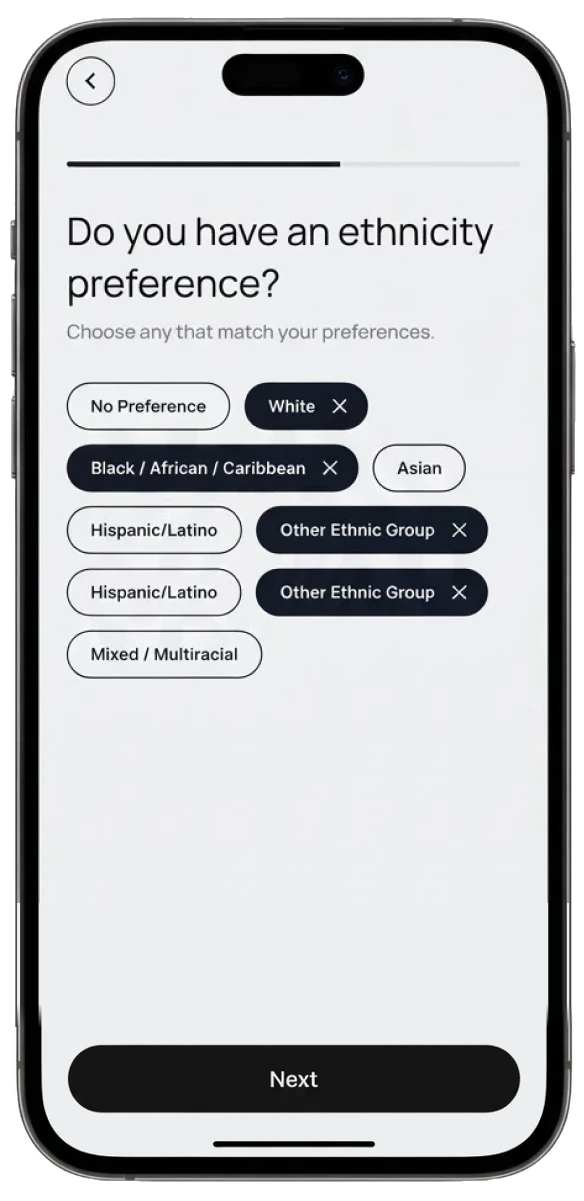 Do you have an ethnicity
preference?
Choose any that match your preferences.
No Preference White
Black / African / Caribbean Asian
Hispanic/Latino Other Ethnic Group
Hispanic/Latino Other Ethnic Group
Mixed / Multiracial
Next